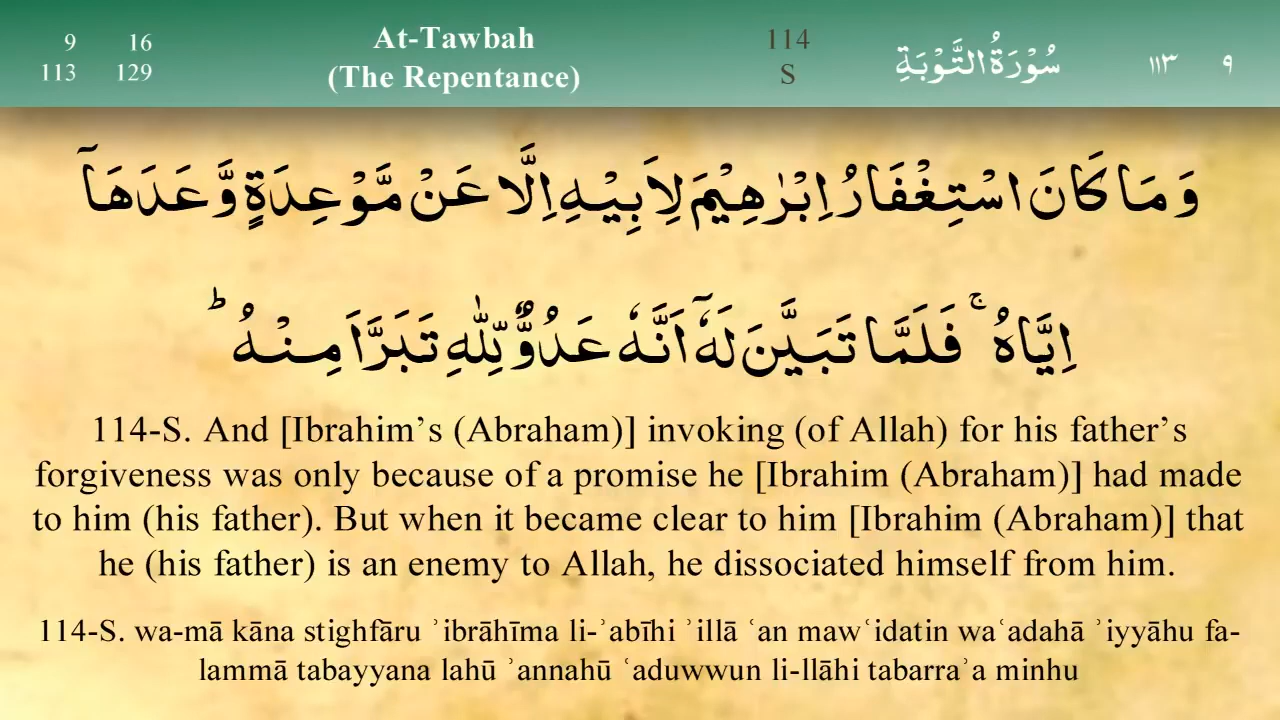 9 16
113 129
At-Tawbah
(The Repentance)
114
S
سُوْرَةُ التَّوْبَةِ
١١٣ ٩
وَمَا كَانَ اسْتِغْفَارُ اِبْرٰهِيْمَ لِاَبِيْهِ اِلَّا عَنْ مَّوْعِدَةٍ وَّعَدَهَاۤ
اِيَّاهُ ۚ فَلَمَّا تَبَيَّنَ لَهٗۤ اَنَّهٗ عَدُوٌّ لِّلّٰهِ تَبَرَّاَ مِنْهُ ؕ
114-S. And [Ibrahim’s (Abraham)] invoking (of Allah) for his father’s
forgiveness was only because of a promise he [Ibrahim (Abraham)] had made
to him (his father). But when it became clear to him [Ibrahim (Abraham)] that
he (his father) is an enemy to Allah, he dissociated himself from him.
114-S. wa-mā kāna stighfāru ʾibrāhīma li-ʾabīhi ʾillā ʿan mawʿidatin waʿadahā ʾiyyāhu fa-
lammā tabayyana lahū ʾannahū ʿaduwwun li-llāhi tabarraʾa minhu